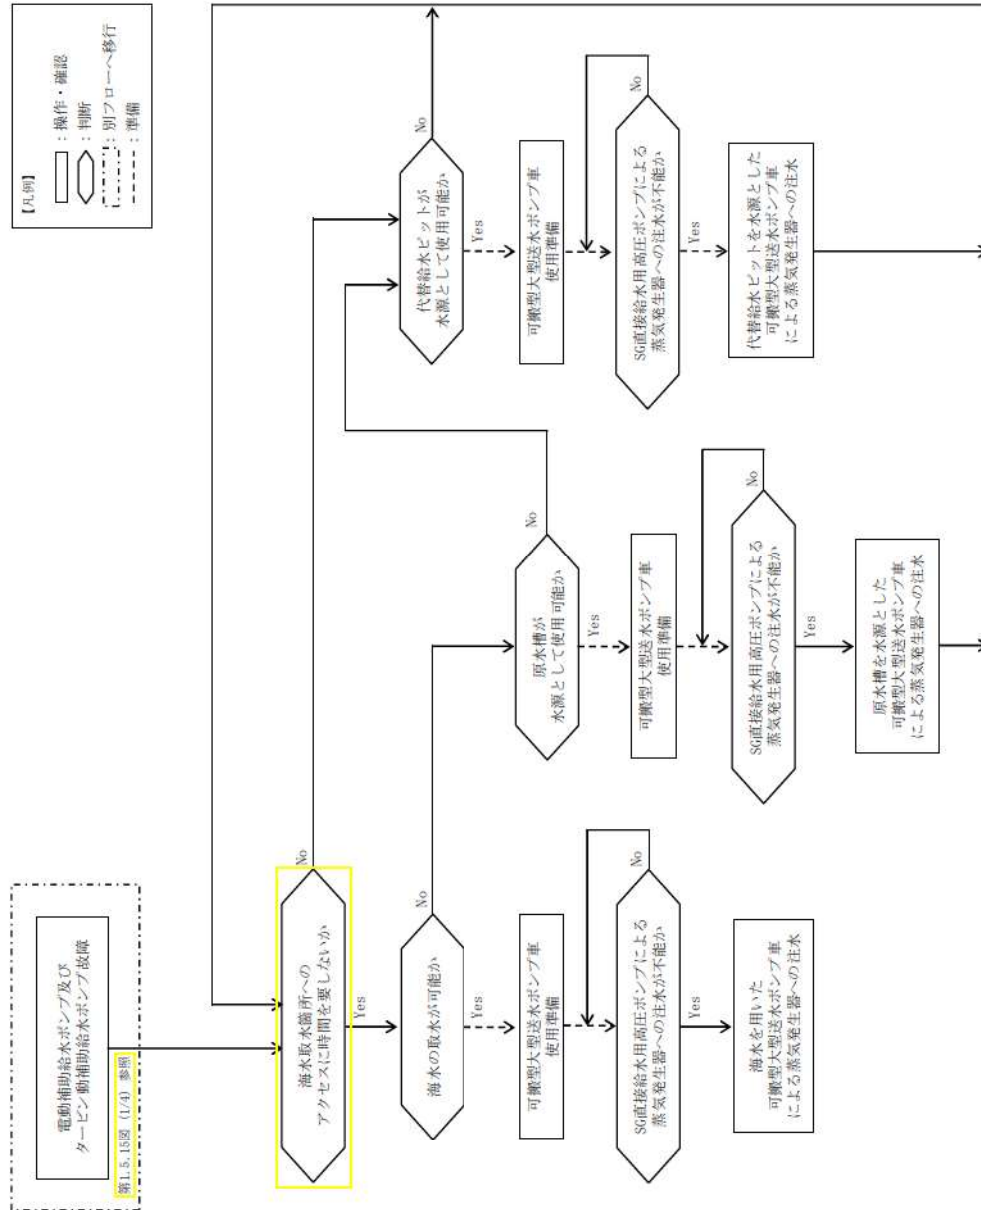 【凡例】
：操作・確認
：判断
：別フローへ移行
：準備
電動補助給水ポンプ及び
タービン動補助給水ポンプ故障
第1.5.15図 (1/4) 参照
海水取水箇所への
アクセスに時間を要しないか
No
Yes
海水の取水が可能か
No
Yes
可搬型大型送水ポンプ車
使用準備
SG直接給水用高圧ポンプによる
蒸気発生器への注水が不能か
No
Yes
海水を用いた
可搬型大型送水ポンプ車
による蒸気発生器への注水
原水槽が
水源として使用可能か
No
Yes
可搬型大型送水ポンプ車
使用準備
SG直接給水用高圧ポンプによる
蒸気発生器への注水が不能か
No
Yes
原水槽を水源とした
可搬型大型送水ポンプ車
による蒸気発生器への注水
代替給水ピットが
水源として使用可能か
No
Yes
可搬型大型送水ポンプ車
使用準備
SG直接給水用高圧ポンプによる
蒸気発生器への注水が不能か
No
Yes
代替給水ピットを水源とした
可搬型大型送水ポンプ車
による蒸気発生器への注水